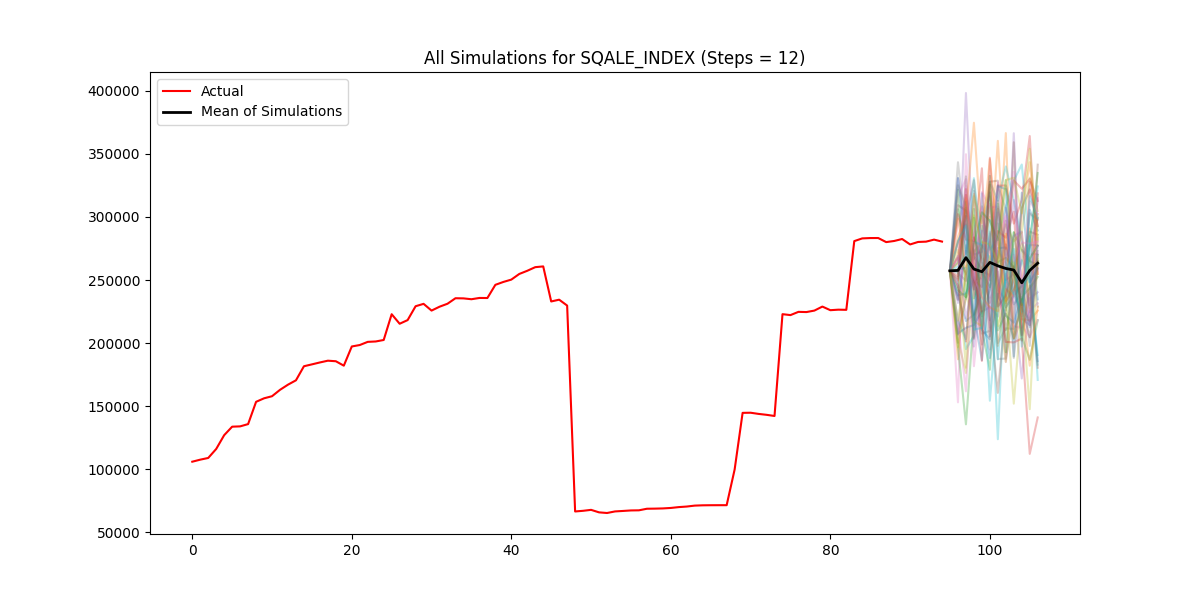 All Simulations for SQALE_INDEX (Steps = 12)
Actual
Mean of Simulations
400000
350000
300000
250000
200000
150000
100000
50000
0 20 40 60 80 100